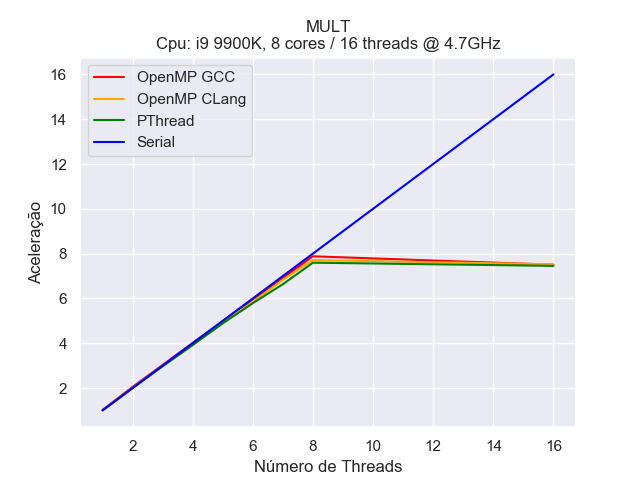 MULT
Cpu: i9 9900K, 8 cores / 16 threads @ 4.7GHz
OpenMP GCC
OpenMP CLang
PThread
Serial
Aceleração
16
14
12
10
8
6
4
2
2 4 6 8 10 12 14 16
Número de Threads